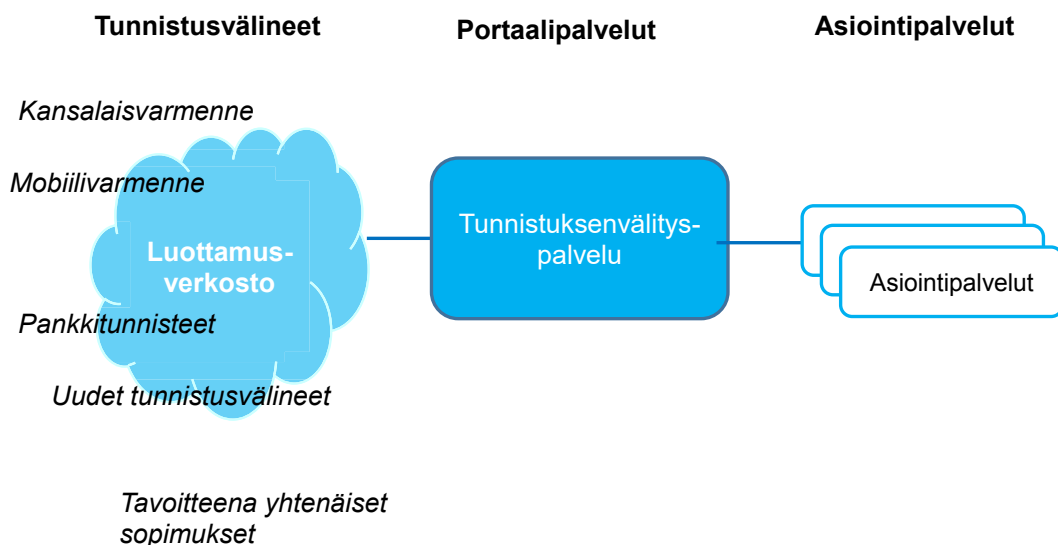 Tunnistusvälineet
Portaalipalvelut
Asiointipalvelut
Kansalaisvarmenne
Mobiilivarmenne
Luottamus-
verkosto
Pankkitunnisteet
Uudet tunnistusvälineet
Tunnistuksenvälitys-
palvelu
Asiointipalvelut
Tavoitteena yhtenäiset
sopimukset